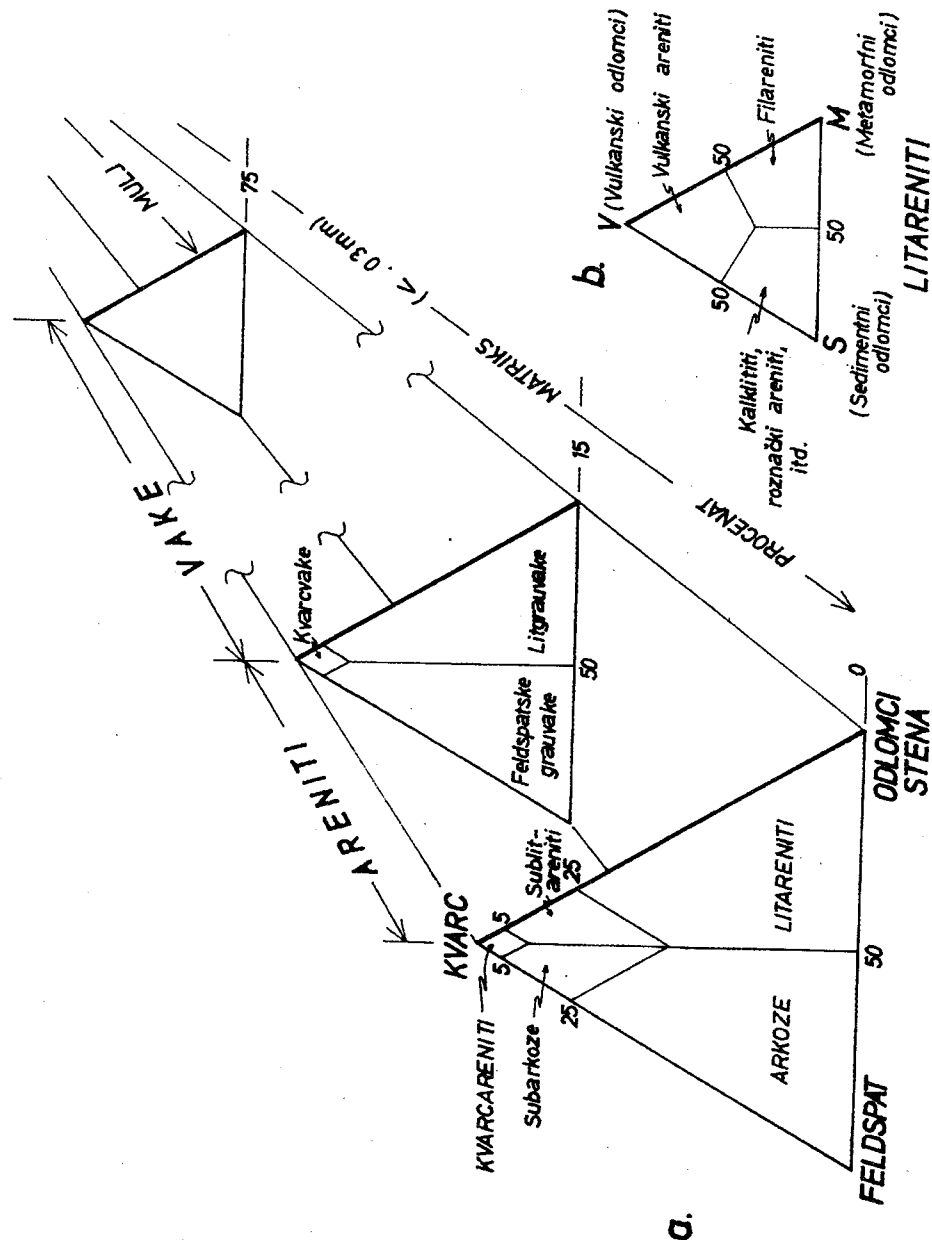 a.
KVARC
FELDSPAT
ODLOMCI
STENA
KVARCARENITI
Subarkoze
Sublit-
areniti
5
5
25
25
ARKOZE
LITARENITI
50
0
ARENITI
VAKE
MULJ
Kvarcvake
Feldspatske
grauvake
Litgrauvake
50
15
75
PROCENAT MATRIKS (<.03mm)
b.
V (Vulkanski odlomci)
Vulkanski areniti
50
50
Filareniti
50
S
(Sedimentni
odlomci)
M
(Metamorfni
odlomci)
Kalklititi,
roznački areniti,
itd.
LITARENITI